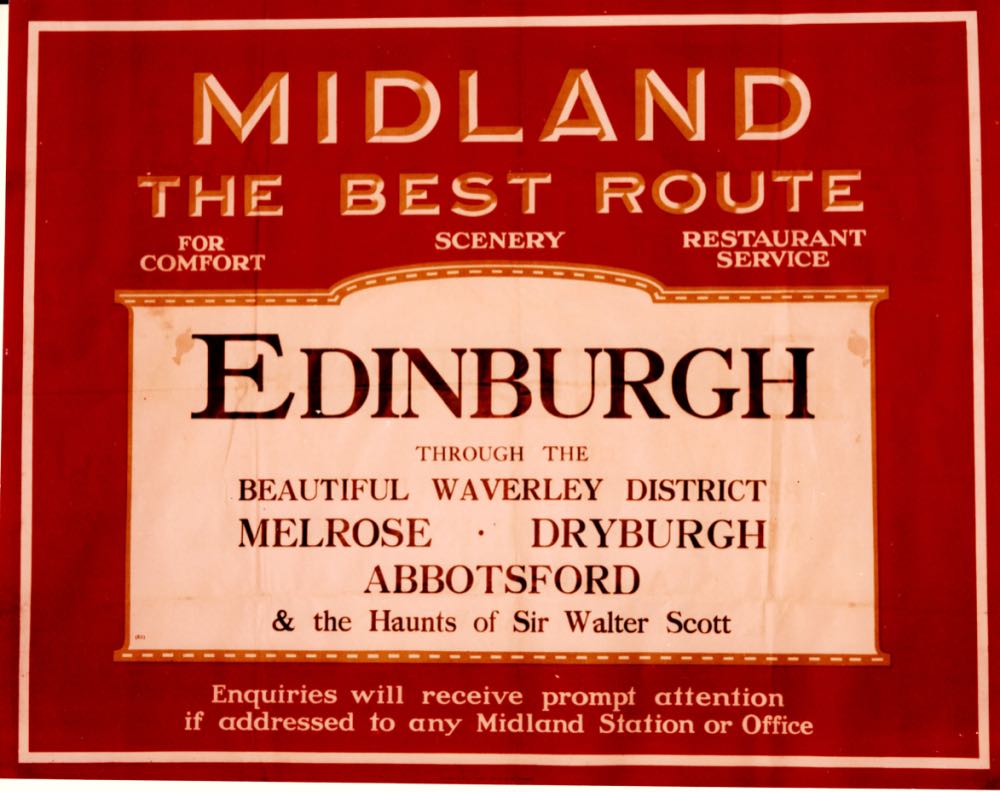 MIDLAND
THE BEST ROUTE
FOR COMFORT
SCENERY
RESTAURANT SERVICE
EDINBURGH
THROUGH THE
BEAUTIFUL WAVERLEY DISTRICT
MELROSE · DRYBURGH
ABBOTSFORD
& the Haunts of Sir Walter Scott
Enquiries will receive prompt attention
if addressed to any Midland Station or Office